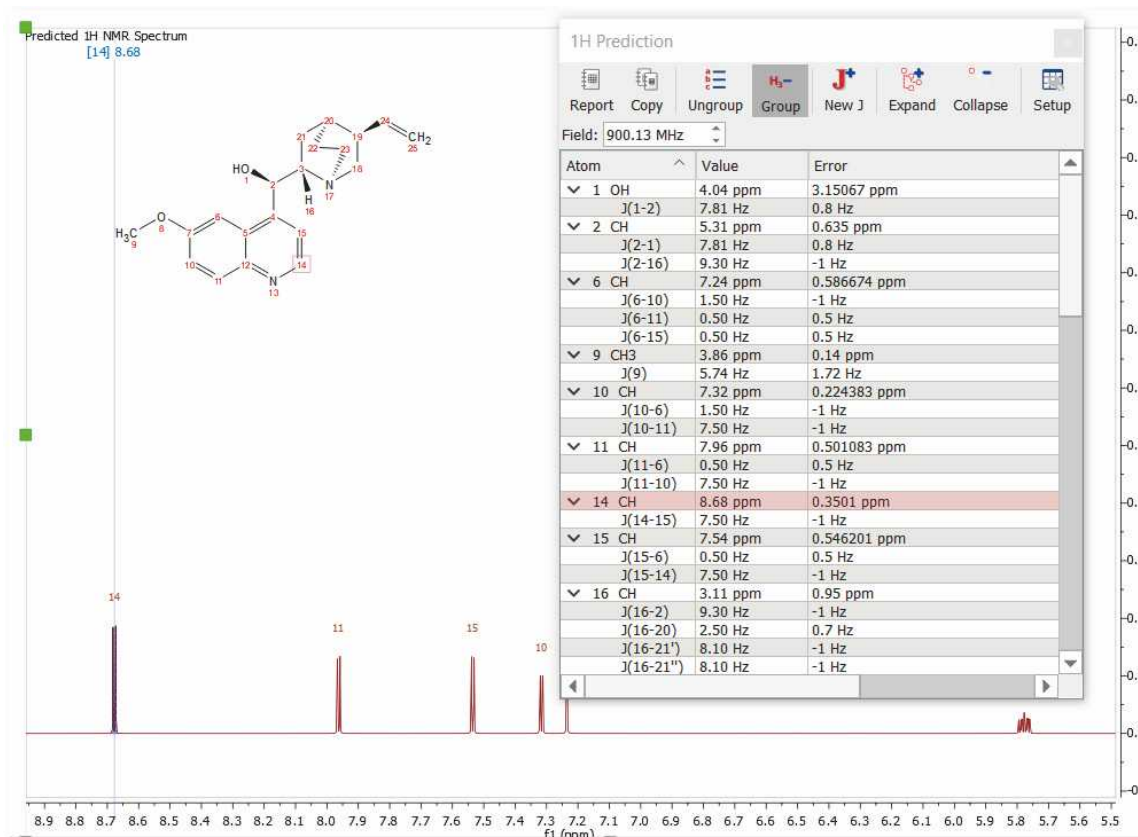 Predicted 1H NMR Spectrum
[14] 8.68
1H Prediction
Report Copy Ungroup Group New J Expand Collapse Setup
Field: 900.13 MHz
Atom Value Error
1 OH 4.04 ppm 3.15067 ppm
J(1-2) 7.81 Hz 0.8 Hz
2 CH 5.31 ppm 0.635 ppm
J(2-1) 7.81 Hz 0.8 Hz
J(2-16) 9.30 Hz -1 Hz
6 CH 7.24 ppm 0.586674 ppm
J(6-10) 1.50 Hz -1 Hz
J(6-11) 0.50 Hz 0.5 Hz
J(6-15) 0.50 Hz 0.5 Hz
9 CH3 3.86 ppm 0.14 ppm
J(9) 5.74 Hz 1.72 Hz
10 CH 7.32 ppm 0.224383 ppm
J(10-6) 1.50 Hz -1 Hz
J(10-11) 7.50 Hz -1 Hz
11 CH 7.96 ppm 0.501083 ppm
J(11-6) 0.50 Hz 0.5 Hz
J(11-10) 7.50 Hz -1 Hz
14 CH 8.68 ppm 0.3501 ppm
J(14-15) 7.50 Hz -1 Hz
15 CH 7.54 ppm 0.546201 ppm
J(15-6) 0.50 Hz 0.5 Hz
J(15-14) 7.50 Hz -1 Hz
16 CH 3.11 ppm 0.95 ppm
J(16-2) 9.30 Hz -1 Hz
J(16-20) 2.50 Hz 0.7 Hz
J(16-21') 8.10 Hz -1 Hz
J(16-21'') 8.10 Hz -1 Hz
20 24
21 19 CH2
22 23 25
HO 3 18
1 2 N
H 17
16
O 4
8 6 15
H3C 7 5
9
10 12 14
11 N
13
14 11 15 10
8.9 8.8 8.7 8.6 8.5 8.4 8.3 8.2 8.1 8.0 7.9 7.8 7.7 7.6 7.5 7.4 7.3 7.2 7.1 7.0 6.9 6.8 6.7 6.6 6.5 6.4 6.3 6.2 6.1 6.0 5.9 5.8 5.7 5.6 5.5
f1 (ppm)